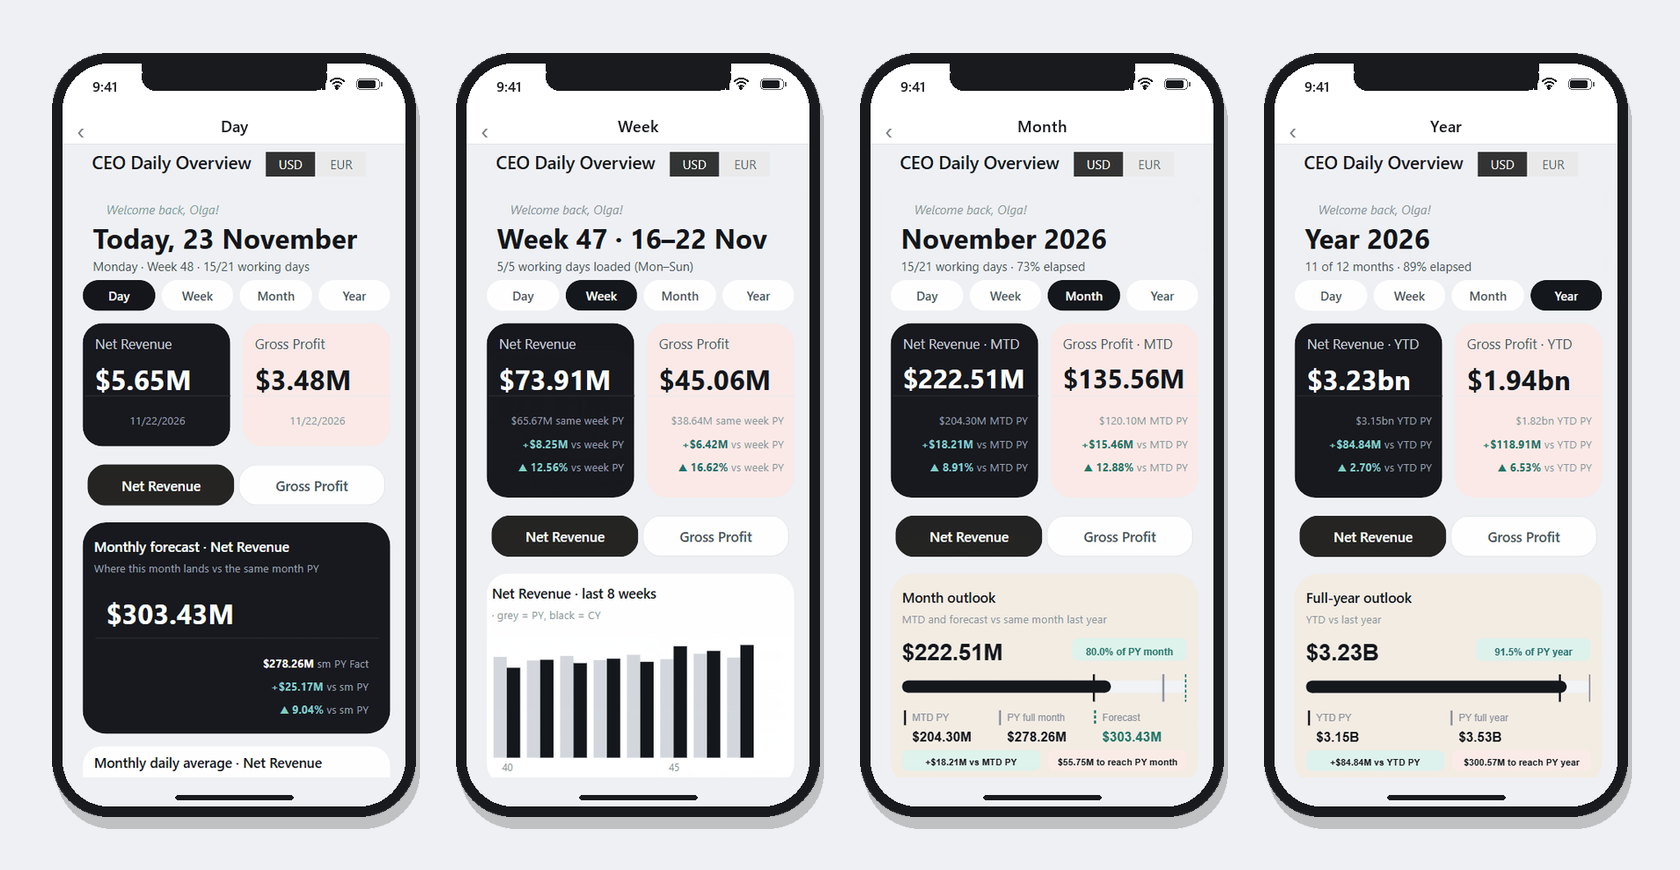 9:41
Day
CEO Daily Overview USD EUR
Welcome back, Olga!
Today, 23 November
Monday · Week 48 · 15/21 working days
Day Week Month Year
Net Revenue
$5.65M
11/22/2026
Gross Profit
$3.48M
11/22/2026
Net Revenue Gross Profit
Monthly forecast · Net Revenue
Where this month lands vs the same month PY
$303.43M
$278.26M sm PY Fact
+$25.17M vs sm PY
▲ 9.04% vs sm PY
Monthly daily average · Net Revenue
9:41
Week
CEO Daily Overview USD EUR
Welcome back, Olga!
Week 47 · 16–22 Nov
5/5 working days loaded (Mon–Sun)
Day Week Month Year
Net Revenue
$73.91M
$65.67M same week PY
+$8.25M vs week PY
▲ 12.56% vs week PY
Gross Profit
$45.06M
$38.64M same week PY
+$6.42M vs week PY
▲ 16.62% vs week PY
Net Revenue Gross Profit
Net Revenue · last 8 weeks
· grey = PY, black = CY
40 45
9:41
Month
CEO Daily Overview USD EUR
Welcome back, Olga!
November 2026
15/21 working days · 73% elapsed
Day Week Month Year
Net Revenue · MTD
$222.51M
$204.30M MTD PY
+$18.21M vs MTD PY
▲ 8.91% vs MTD PY
Gross Profit · MTD
$135.56M
$120.10M MTD PY
+$15.46M vs MTD PY
▲ 12.88% vs MTD PY
Net Revenue Gross Profit
Month outlook
MTD and forecast vs same month last year
$222.51M 80.0% of PY month
MTD PY PY full month Forecast
$204.30M $278.26M $303.43M
+$18.21M vs MTD PY $55.75M to reach PY month
9:41
Year
CEO Daily Overview USD EUR
Welcome back, Olga!
Year 2026
11 of 12 months · 89% elapsed
Day Week Month Year
Net Revenue · YTD
$3.23bn
$3.15bn YTD PY
+$84.84M vs YTD PY
▲ 2.70% vs YTD PY
Gross Profit · YTD
$1.94bn
$1.82bn YTD PY
+$118.91M vs YTD PY
▲ 6.53% vs YTD PY
Net Revenue Gross Profit
Full-year outlook
YTD vs last year
$3.23B 91.5% of PY year
YTD PY PY full year
$3.15B $3.53B
+$84.84M vs YTD PY $300.57M to reach PY year